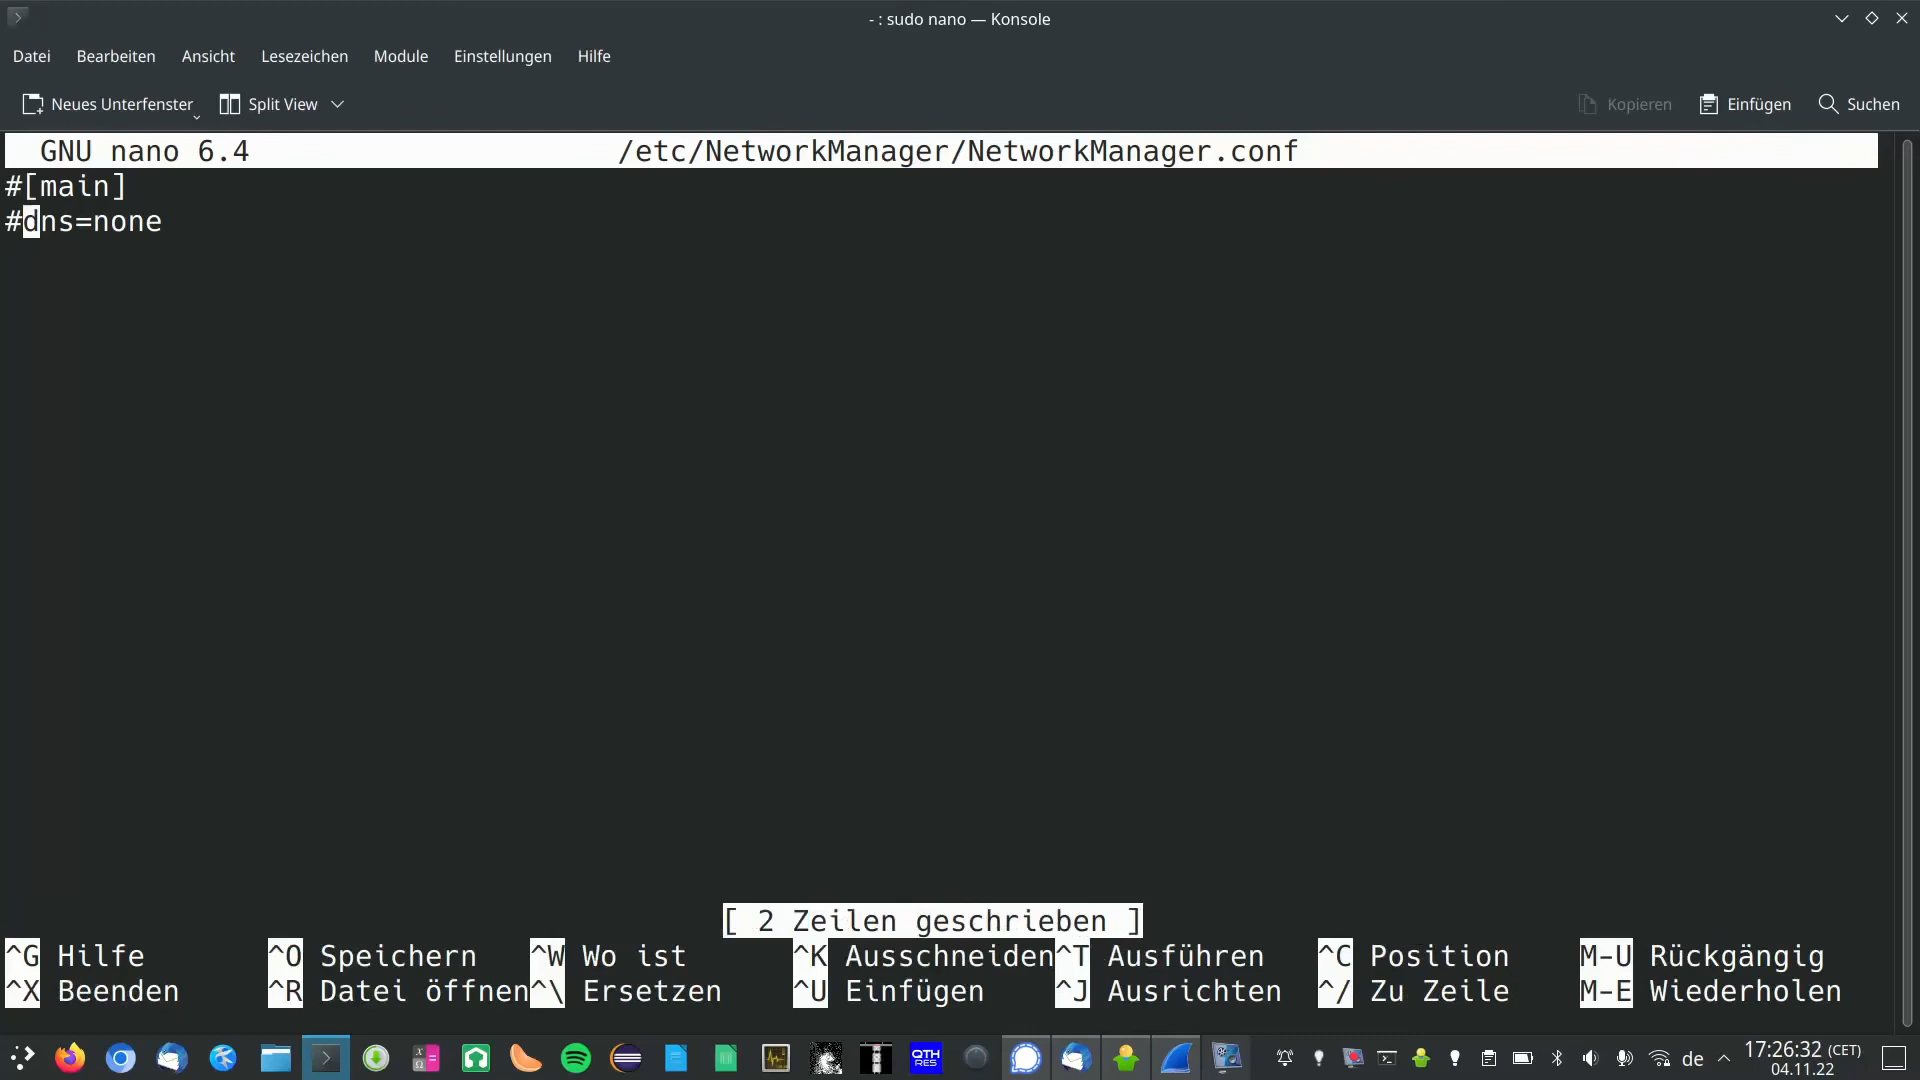 - : sudo nano — Konsole
Datei Bearbeiten Ansicht Lesezeichen Module Einstellungen Hilfe
Neues Unterfenster Split View Kopieren Einfügen Suchen
GNU nano 6.4 /etc/NetworkManager/NetworkManager.conf
#[main]
#dns=none
[ 2 Zeilen geschrieben ]
^G Hilfe ^O Speichern ^W Wo ist ^K Ausschneiden ^T Ausführen ^C Position M-U Rückgängig
^X Beenden ^R Datei öffnen ^\ Ersetzen ^U Einfügen ^J Ausrichten ^/ Zu Zeile M-E Wiederholen
QTH
RES
de
17:26:32 (CET)
04.11.22